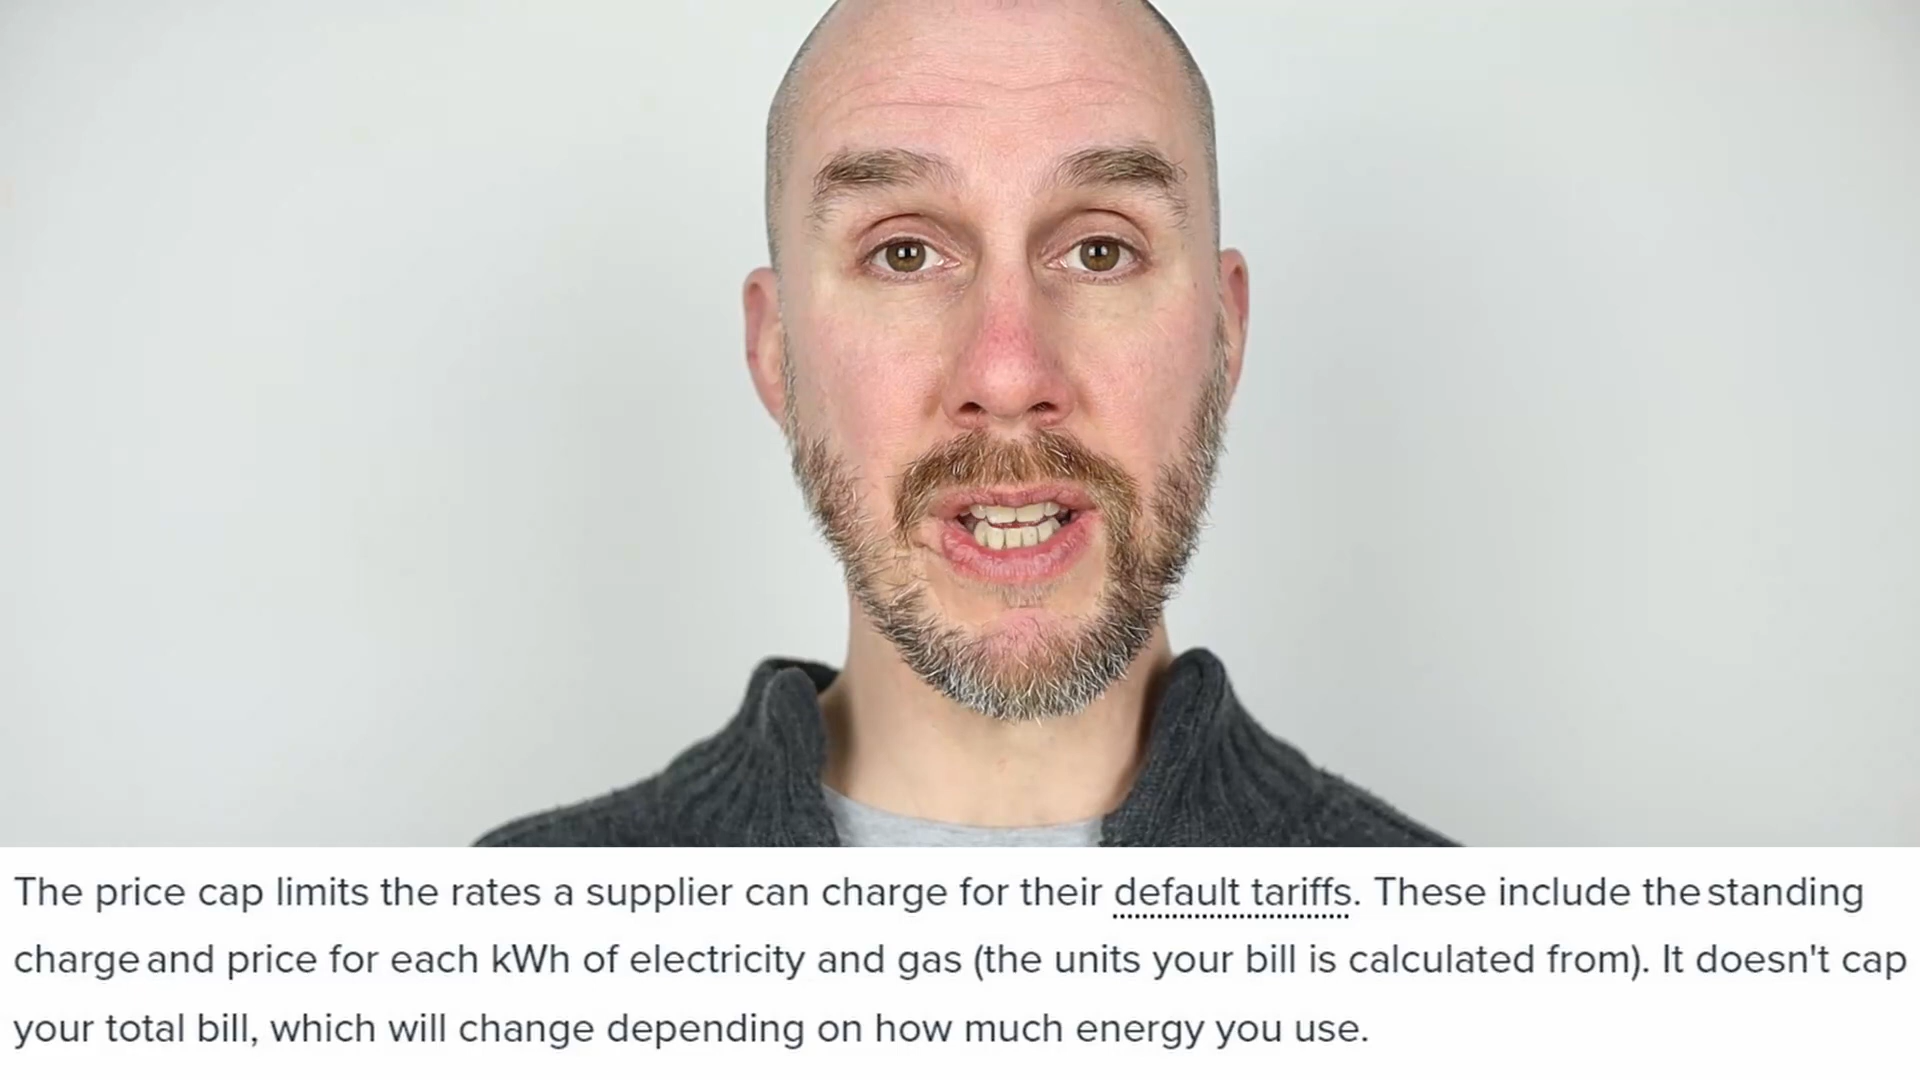 The price cap limits the rates a supplier can charge for their default tariffs. These include the standing
charge and price for each kWh of electricity and gas (the units your bill is calculated from). It doesn't cap
your total bill, which will change depending on how much energy you use.